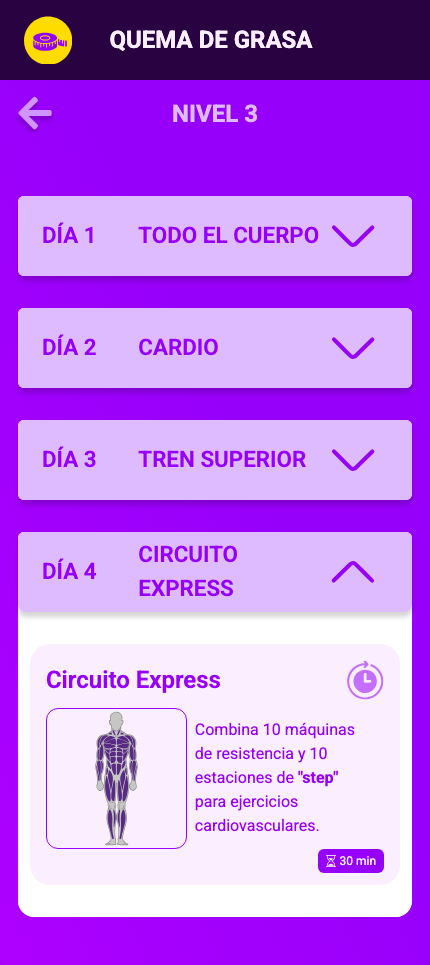 QUEMA DE GRASA
NIVEL 3
DÍA 1 TODO EL CUERPO
DÍA 2 CARDIO
DÍA 3 TREN SUPERIOR
DÍA 4 CIRCUITO
EXPRESS
Circuito Express
Combina 10 máquinas
de resistencia y 10
estaciones de "step"
para ejercicios
cardiovasculares.
30 min